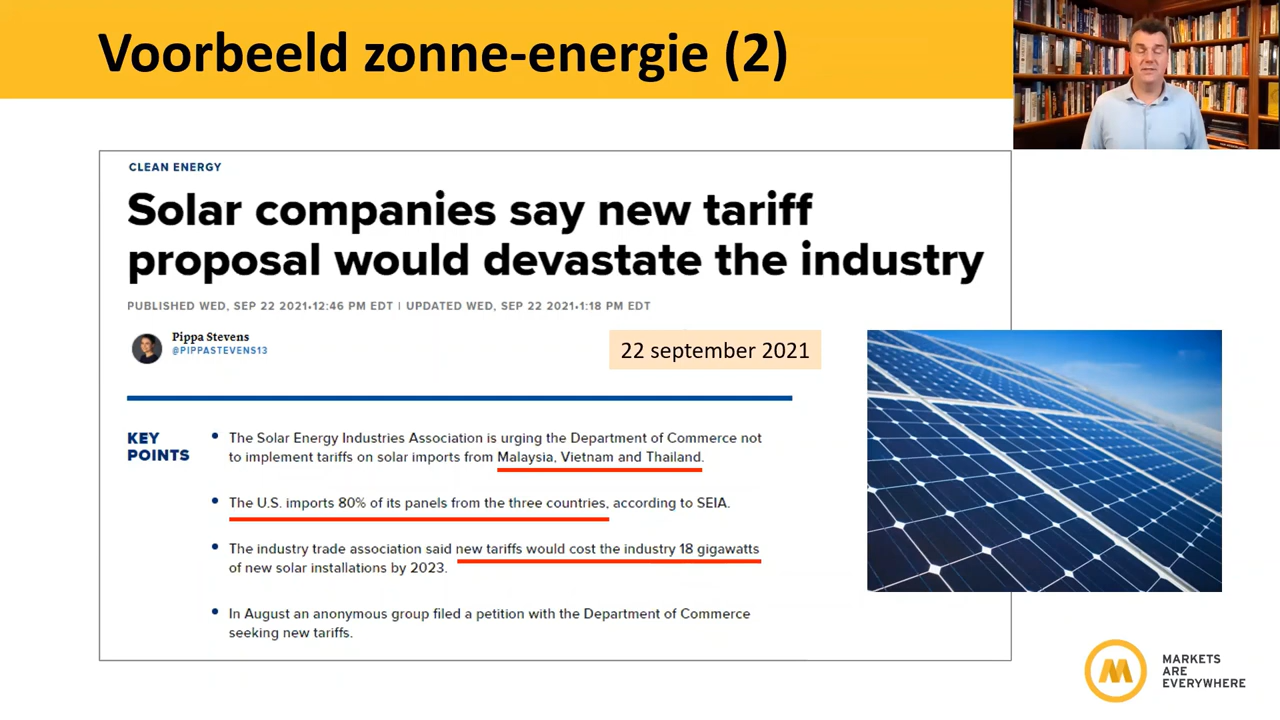 Voorbeeld zonne-energie (2)
CLEAN ENERGY
Solar companies say new tariff
proposal would devastate the industry
PUBLISHED WED, SEP 22 2021•12:46 PM EDT | UPDATED WED, SEP 22 2021•1:18 PM EDT
Pippa Stevens
@PIPPASTEVENS13
22 september 2021
KEY
POINTS
• The Solar Energy Industries Association is urging the Department of Commerce not
to implement tariffs on solar imports from Malaysia, Vietnam and Thailand.
• The U.S. imports 80% of its panels from the three countries, according to SEIA.
• The industry trade association said new tariffs would cost the industry 18 gigawatts
of new solar installations by 2023.
• In August an anonymous group filed a petition with the Department of Commerce
seeking new tariffs.
MARKETS
ARE
EVERYWHERE